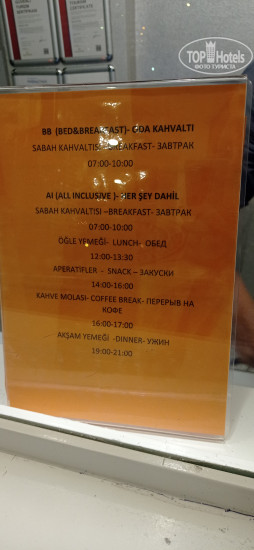 TOPHotels
ФОТО ТУРИСТА
BB (BED&BREAKFAST)- ODA KAHVALTI
SABAH KAHVALTISI –BREAKFAST- ЗАВТРАК
07:00-10:00
AI (ALL INCLUSIVE )- HER ŞEY DAHİL
SABAH KAHVALTISI –BREAKFAST- ЗАВТРАК
07:00-10:00
ÖĞLE YEMEĞİ- LUNCH- ОБЕД
12:00-13:30
APERATİFLER – SNACK – ЗАКУСКИ
14:00-16:00
KAHVE MOLASI- COFFEE BREAK- ПЕРЕРЫВ НА
КОФЕ
16:00-17:00
AKŞAM YEMEĞİ -DINNER- УЖИН
19:00-21:00